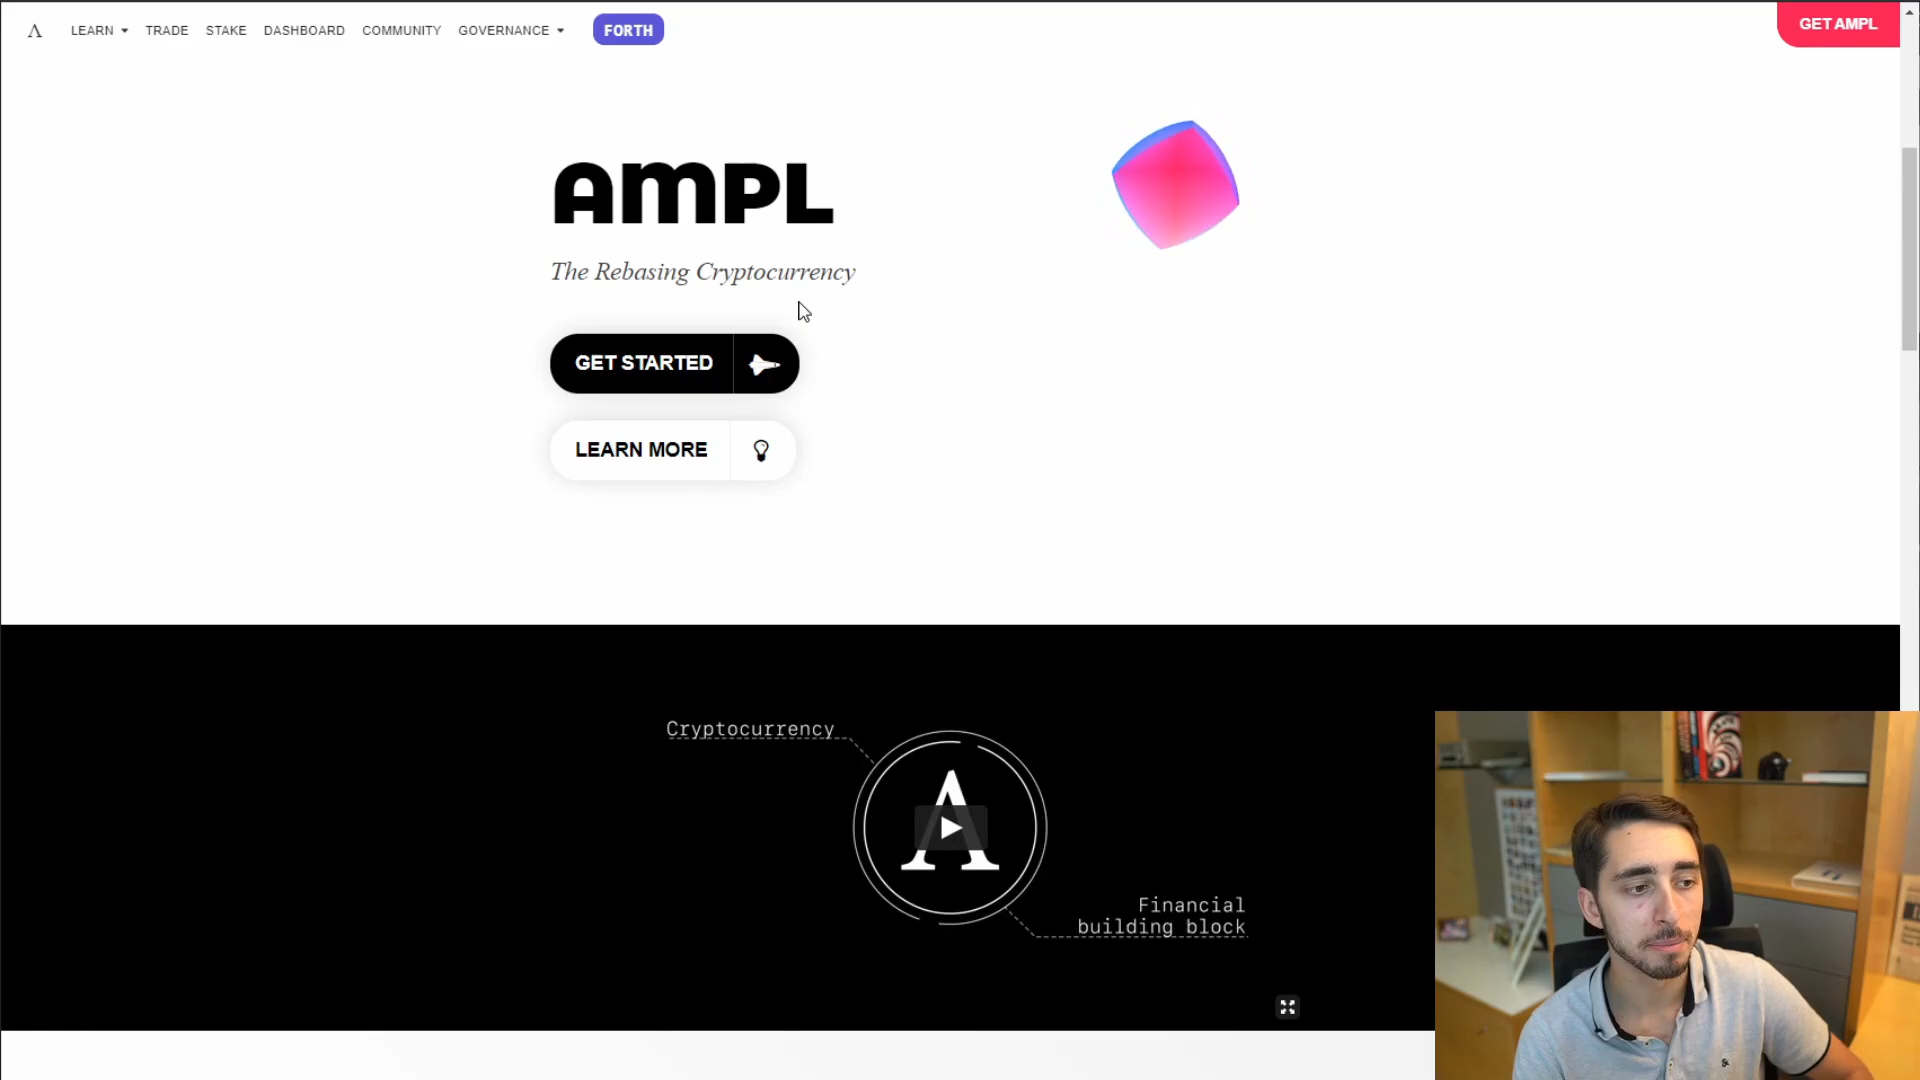 LEARN TRADE STAKE DASHBOARD COMMUNITY GOVERNANCE FORTH GET AMPL
AMPL
The Rebasing Cryptocurrency
GET STARTED
LEARN MORE
Cryptocurrency
Financial
building block